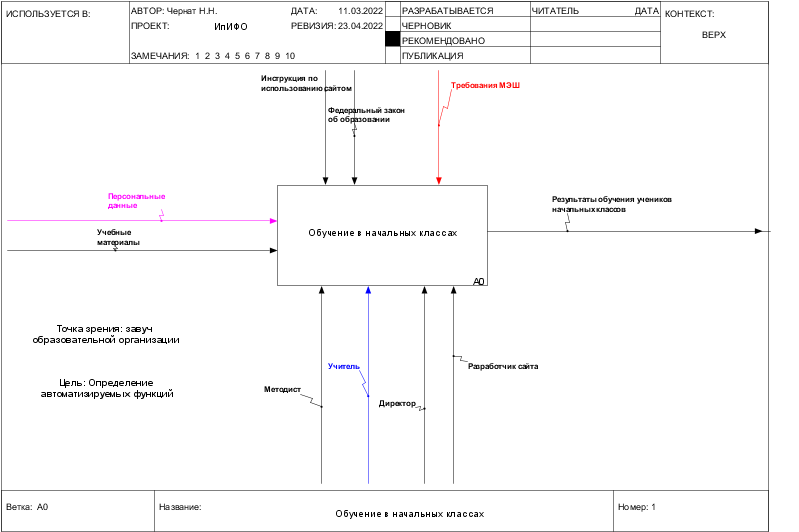 ИСПОЛЬЗУЕТСЯ В:
АВТОР: Чернат Н.Н.
ДАТА: 11.03.2022
РАЗРАБАТЫВАЕТСЯ
ЧИТАТЕЛЬ
ДАТА
КОНТЕКСТ:
ПРОЕКТ: ИпИФО
РЕВИЗИЯ: 23.04.2022
ЧЕРНОВИК
РЕКОМЕНДОВАНО
ВЕРХ
ЗАМЕЧАНИЯ: 1 2 3 4 5 6 7 8 9 10
ПУБЛИКАЦИЯ
Инструкция по
использованию сайтом
Федеральный закон
об образовании
Требования МЭШ
Персональные
данные
Учебные
материалы
Обучение в начальных классах
A0
Результаты обучения учеников
начальных классов
Точка зрения: завуч
образовательной организации
Цель: Определение
автоматизируемых функций
Методист
Учитель
Директор
Разработчик сайта
Ветка: A0
Название:
Обучение в начальных классах
Номер: 1